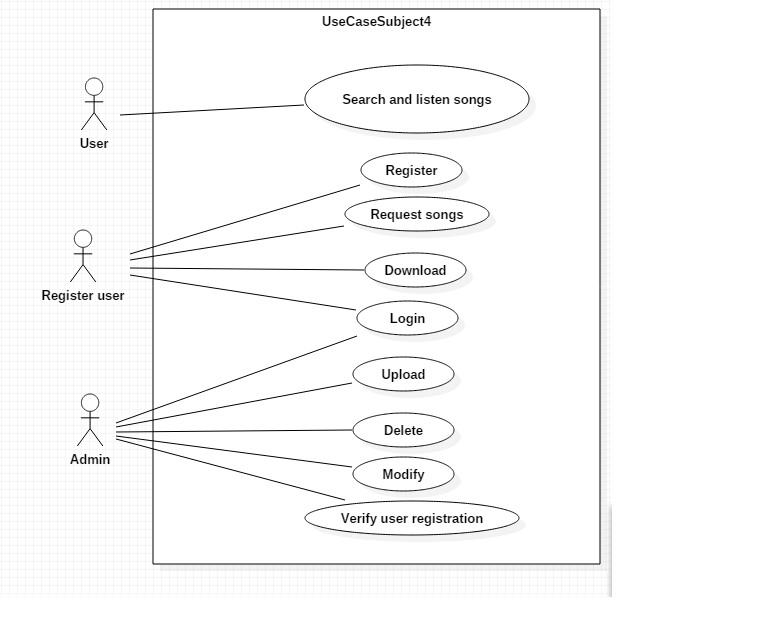 UseCaseSubject4
Search and listen songs
User
Register
Request songs
Download
Register user
Login
Upload
Delete
Admin
Modify
Verify user registration